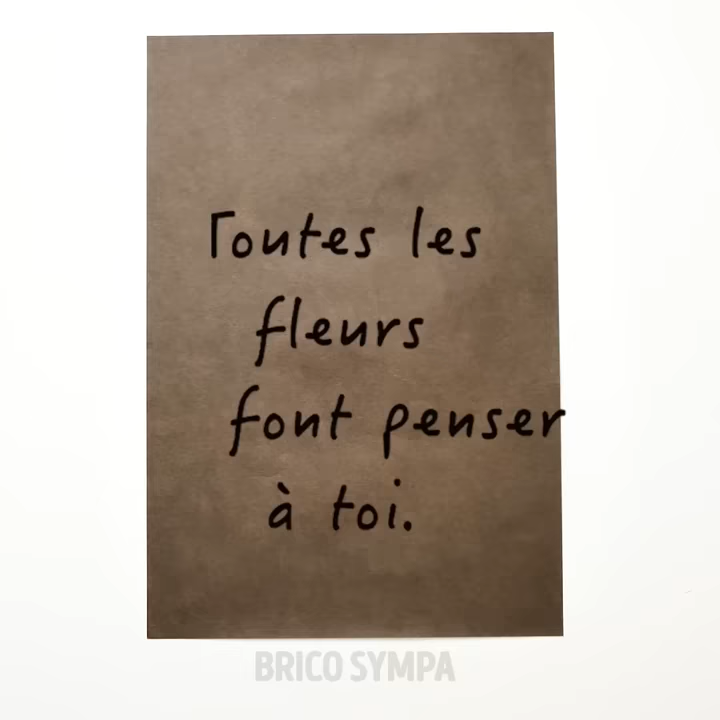 Toutes les
fleurs
font penser
à toi.
BRICO SYMPA